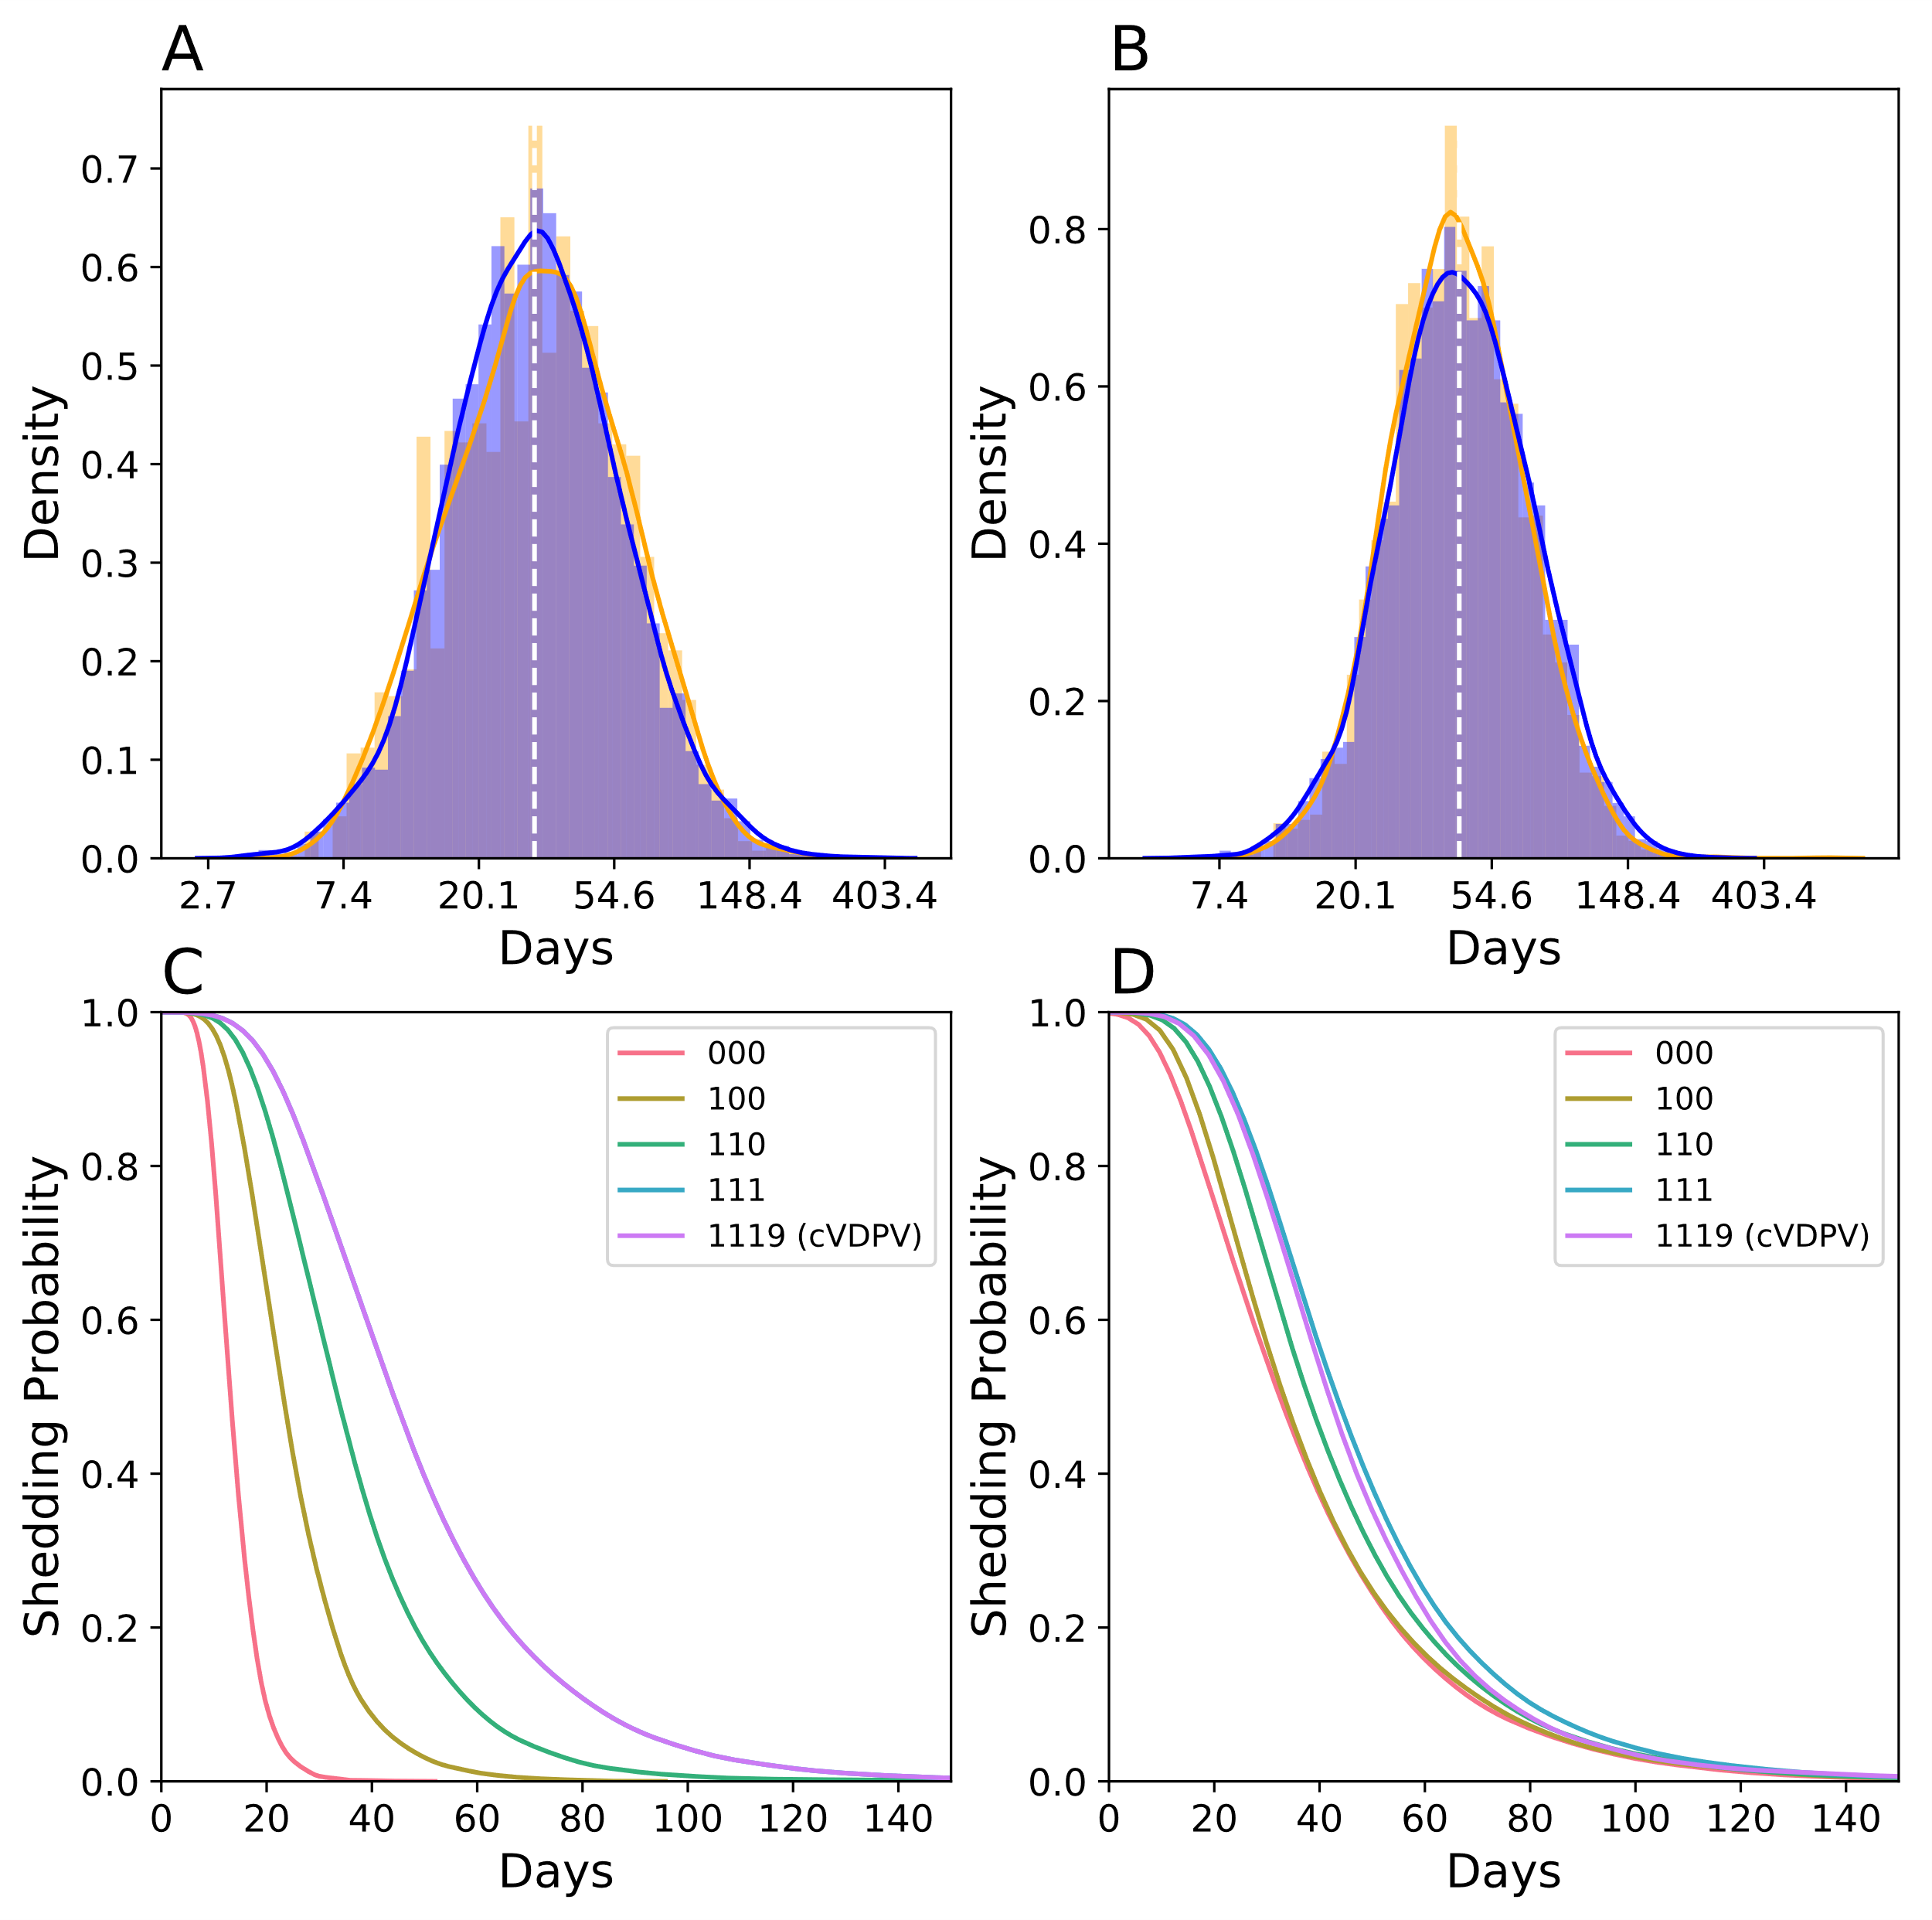 A
0.7
0.6
0.5
0.4
0.3
0.2
0.1
0.0
Density
2.7 7.4 20.1 54.6 148.4 403.4
Days
B
0.8
0.6
0.4
0.2
0.0
Density
7.4 20.1 54.6 148.4 403.4
Days
C
1.0
0.8
0.6
0.4
0.2
0.0
Shedding Probability
000
100
110
111
1119 (cVDPV)
0 20 40 60 80 100 120 140
Days
D
1.0
0.8
0.6
0.4
0.2
0.0
Shedding Probability
000
100
110
111
1119 (cVDPV)
0 20 40 60 80 100 120 140
Days